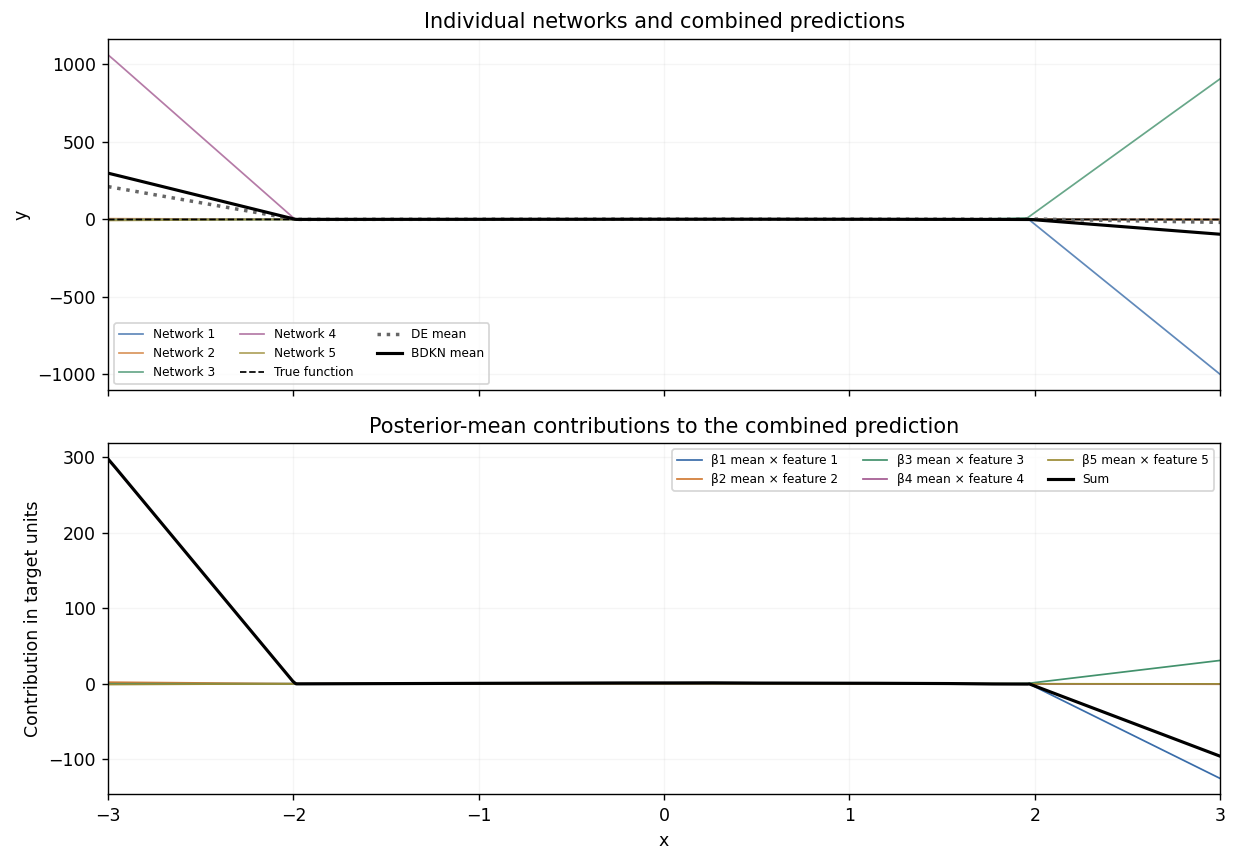 Individual networks and combined predictions
1000
500
0
−500
−1000
y
Network 1
Network 2
Network 3
Network 4
Network 5
True function
DE mean
BDKN mean
Posterior-mean contributions to the combined prediction
300
200
100
0
−100
Contribution in target units
β1 mean × feature 1
β2 mean × feature 2
β3 mean × feature 3
β4 mean × feature 4
β5 mean × feature 5
Sum
−3
−2
−1
0
1
2
3
x